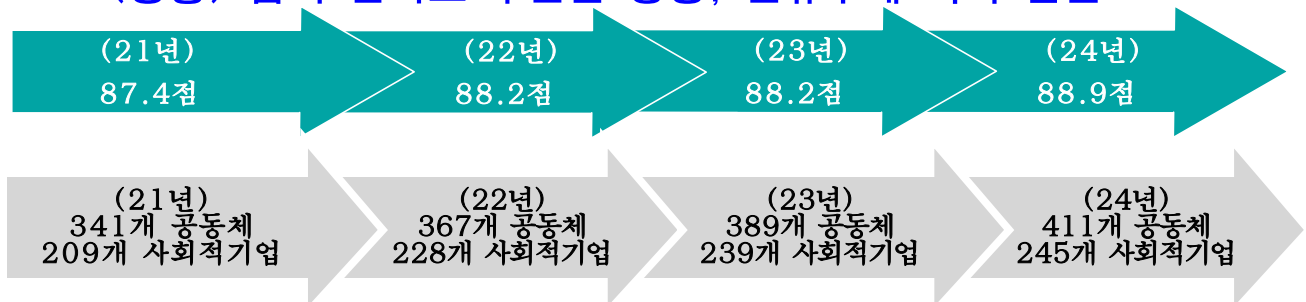 (21년)
87.4점
(22년)
88.2점
(23년)
88.2점
(24년)
88.9점
(21년)
341개 공동체
209개 사회적기업
(22년)
367개 공동체
228개 사회적기업
(23년)
389개 공동체
239개 사회적기업
(24년)
411개 공동체
245개 사회적기업